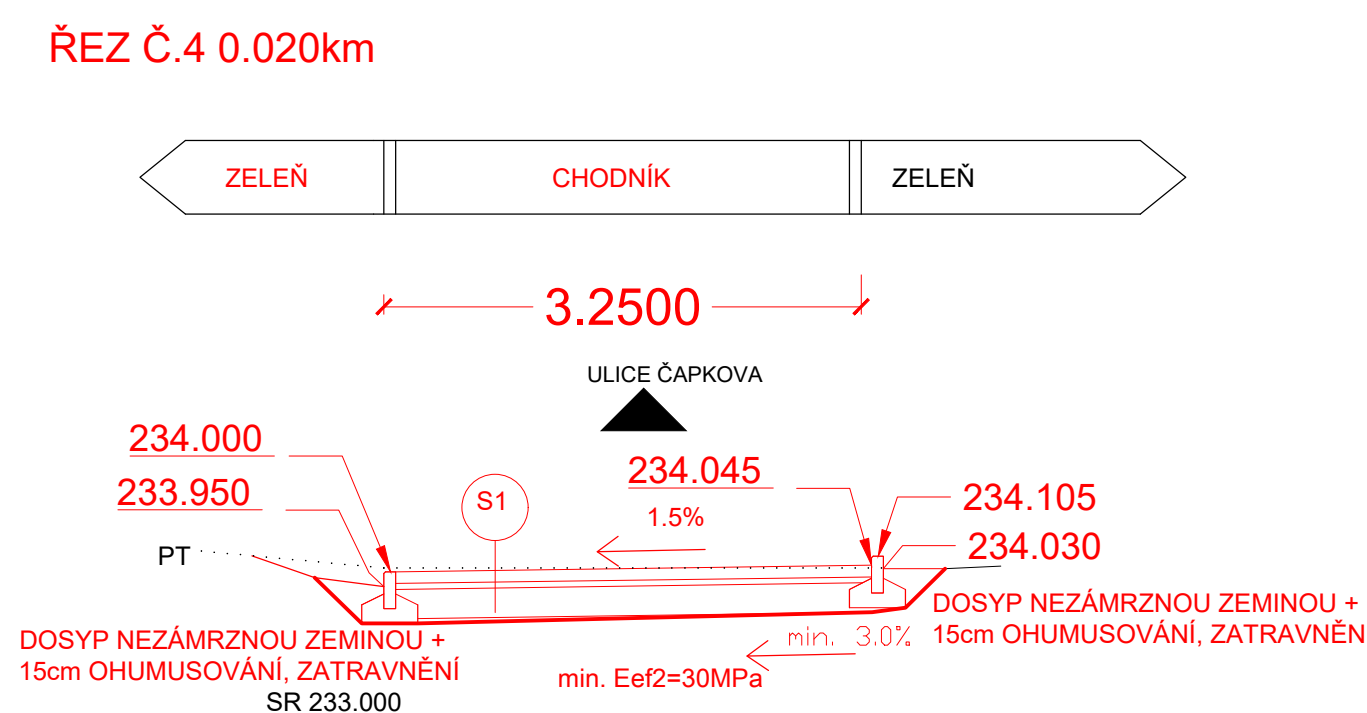 ŘEZ Č.4 0.020km
ZELEŇ
CHODNÍK
ZELEŇ
3.2500
ULICE ČAPKOVA
234.000
233.950
S1
234.045
1.5%
234.105
234.030
PT
DOSYP NEZÁMRZNOU ZEMINOU +
15cm OHUMUSOVÁNÍ, ZATRAVNĚNÍ
SR 233.000
min. 3.0%
min. Eef2=30MPa
DOSYP NEZÁMRZNOU ZEMINOU +
15cm OHUMUSOVÁNÍ, ZATRAVNĚN